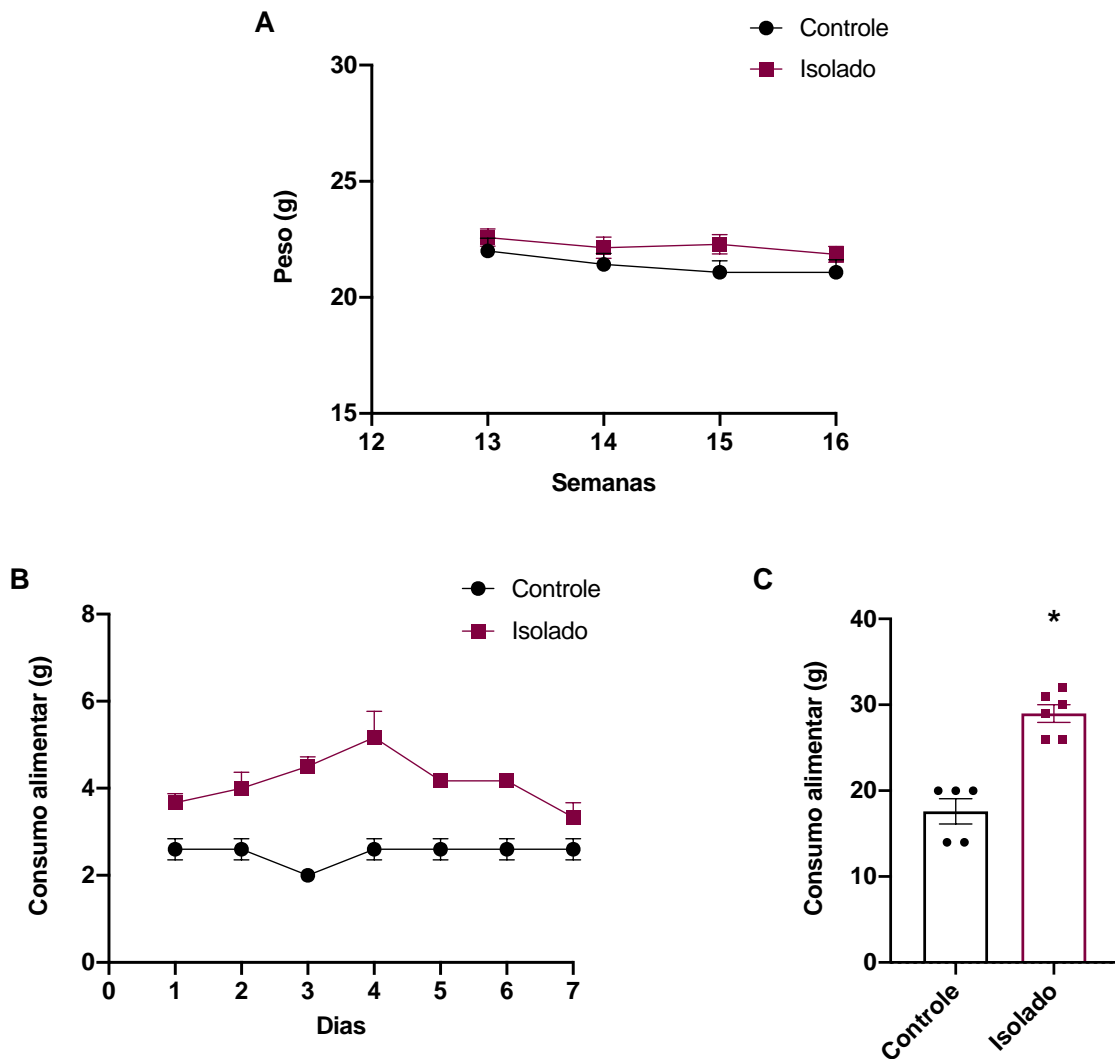 A
Controle
Isolado
30
25
20
15
Peso (g)
12 13 14 15 16
Semanas
B
Controle
Isolado
8
6
4
2
0
Consumo alimentar (g)
0 1 2 3 4 5 6 7
Dias
C
40
30
20
10
0
Consumo alimentar (g)
*
Controle
Isolado